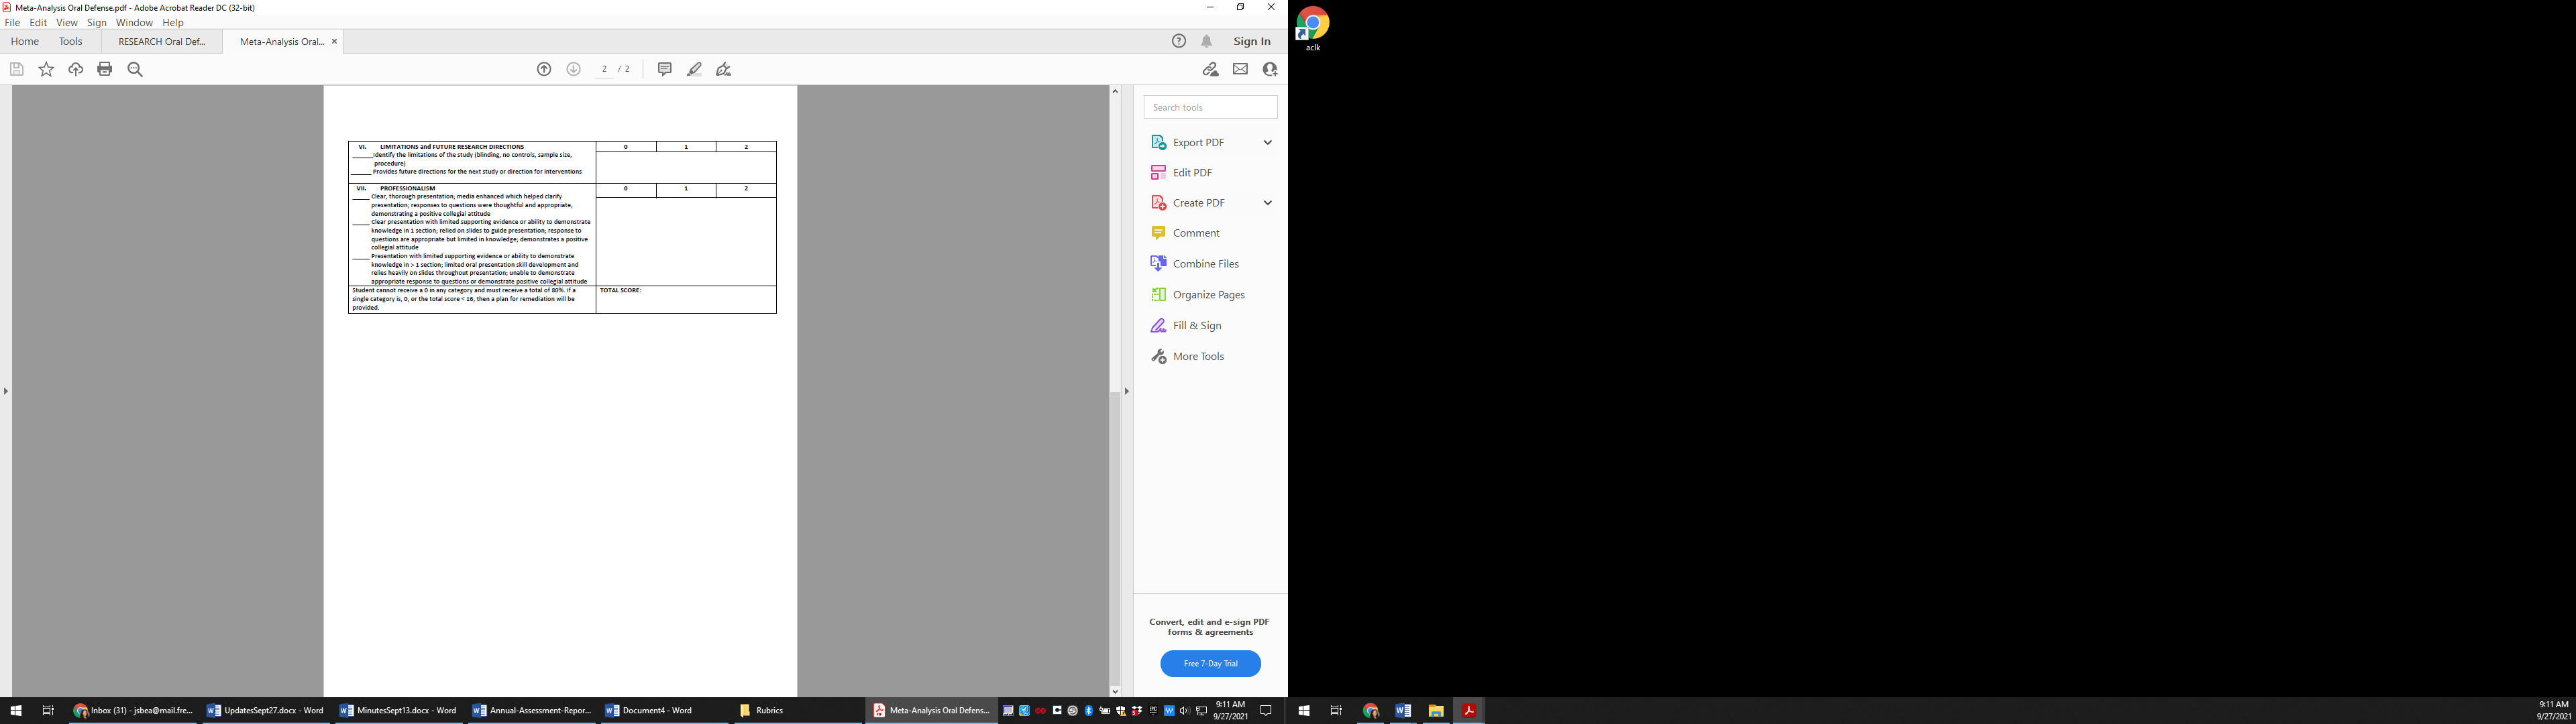 Meta-Analysis Oral Defense.pdf - Adobe Acrobat Reader DC (32-bit)
File Edit View Sign Window Help
Home Tools RESEARCH Oral Def... Meta-Analysis Oral... × Sign In
2 / 2
Search tools
Export PDF
Edit PDF
Create PDF
Comment
Combine Files
Organize Pages
Fill & Sign
More Tools
Convert, edit and e-sign PDF
forms & agreements
Free 7-Day Trial
VI. LIMITATIONS and FUTURE RESEARCH DIRECTIONS 0 1 2
______Identify the limitations of the study (blinding, no controls, sample size,
procedure)
______ Provides future directions for the next study or direction for interventions
VII. PROFESSIONALISM 0 1 2
_____ Clear, thorough presentation; media enhanced which helped clarify
presentation; responses to questions were thoughtful and appropriate,
demonstrating a positive collegial attitude
_____ Clear presentation with limited supporting evidence or ability to demonstrate
knowledge in 1 section; relied on slides to guide presentation; response to
questions are appropriate but limited in knowledge; demonstrates a positive
collegial attitude
_____ Presentation with limited supporting evidence or ability to demonstrate
knowledge in > 1 section; limited oral presentation skill development and
relies heavily on slides throughout presentation; unable to demonstrate
appropriate response to questions or demonstrate positive collegial attitude
Student cannot receive a 0 in any category and must receive a total of 80%. If a
single category is, 0, or the total score < 16, then a plan for remediation will be
provided.
TOTAL SCORE:
aclk
Inbox (31) - jsbea@mail.fre... UpdatesSept27.docx - Word MinutesSept13.docx - Word Annual-Assessment-Repor... Document4 - Word Rubrics Meta-Analysis Oral Defens...
9:11 AM
9/27/2021
9:11 AM
9/27/2021